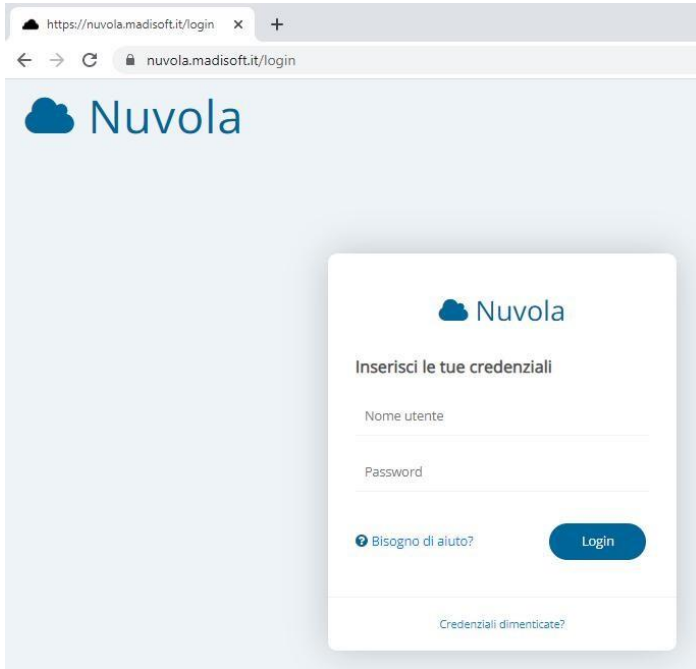 https://nuvola.madisoft.it/login
nuvola.madisoft.it/login
Nuvola
Nuvola
Inserisci le tue credenziali
Nome utente
Password
Bisogno di aiuto? Login
Credenziali dimenticate?